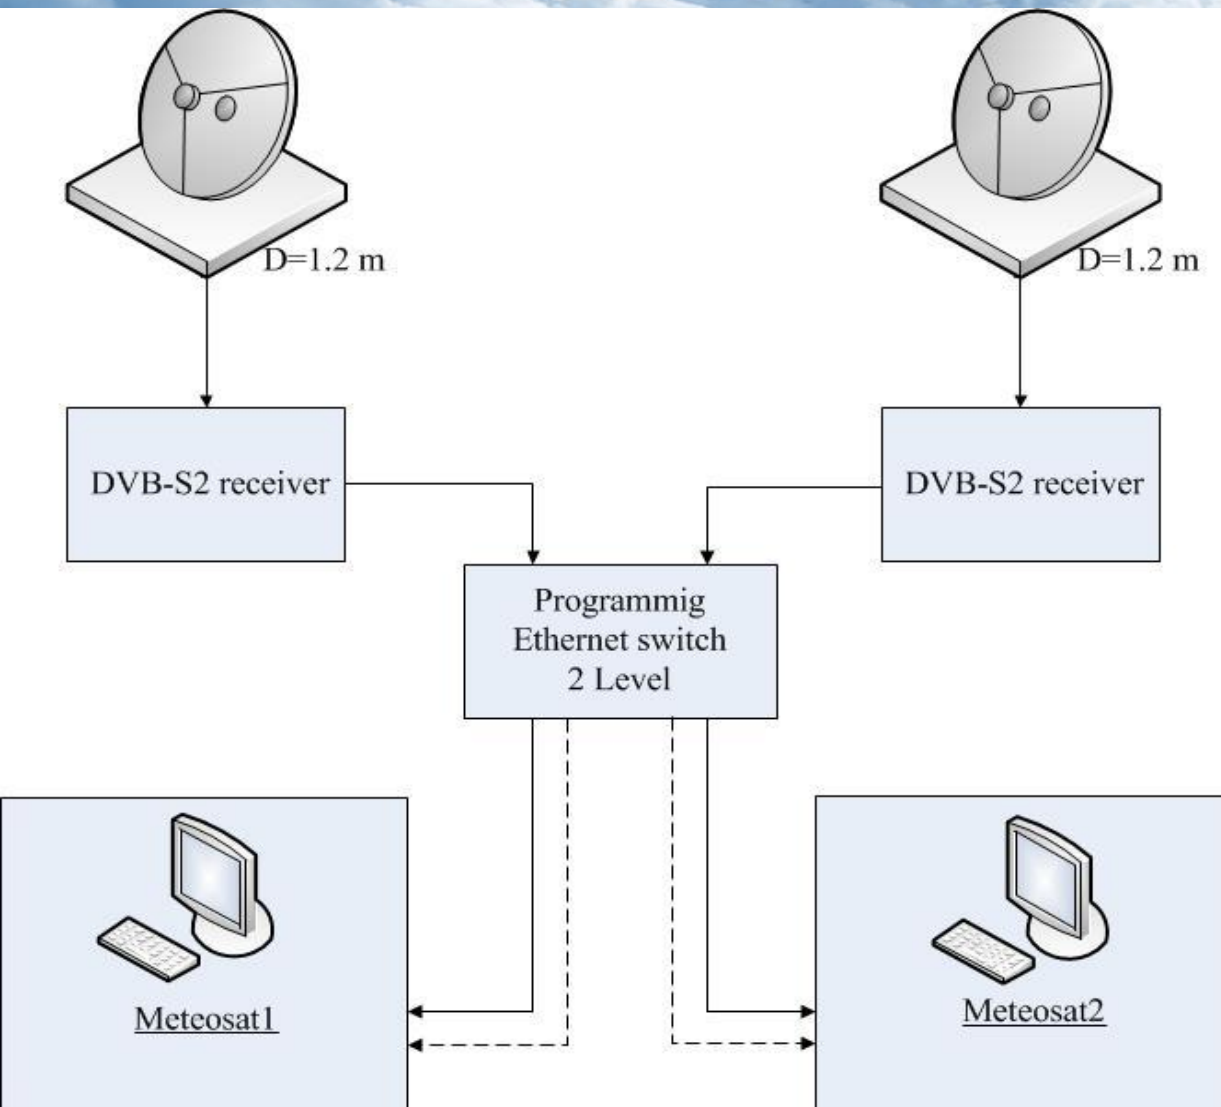 D=1.2 m
D=1.2 m
DVB-S2 receiver
DVB-S2 receiver
Programmig
Ethernet switch
2 Level
Meteosat1
Meteosat2